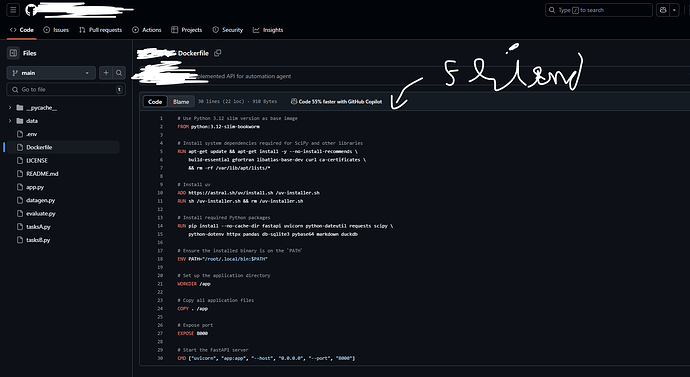 Type / to search
Code
Issues
Pull requests
Actions
Projects
Security
Insights
Files
main
Go to file
t
__pycache__
data
.env
Dockerfile
LICENSE
README.md
app.py
datagen.py
evaluate.py
tasksA.py
tasksB.py
Dockerfile
plemented API for automation agent
Code
Blame
30 lines (22 loc) · 910 Bytes
Code 55% faster with GitHub Copilot
1 # Use Python 3.12 slim version as base image
2 FROM python:3.12-slim-bookworm
3
4 # Install system dependencies required for SciPy and other libraries
5 RUN apt-get update && apt-get install -y --no-install-recommends \
6 build-essential gfortran libatlas-base-dev curl ca-certificates \
7 && rm -rf /var/lib/apt/lists/*
8
9 # Install uv
10 ADD https://astral.sh/uv/install.sh /uv-installer.sh
11 RUN sh /uv-installer.sh && rm /uv-installer.sh
12
13 # Install required Python packages
14 RUN pip install --no-cache-dir fastapi uvicorn python-dateutil requests scipy \
15 python-dotenv httpx pandas db-sqlite3 pybase64 markdown duckdb
16
17 # Ensure the installed binary is on the `PATH`
18 ENV PATH="/root/.local/bin:$PATH"
19
20 # Set up the application directory
21 WORKDIR /app
22
23 # Copy all application files
24 COPY . /app
25
26 # Expose port
27 EXPOSE 8000
28
29 # Start the FastAPI server
30 CMD ["uvicorn", "app:app", "--host", "0.0.0.0", "--port", "8000"]